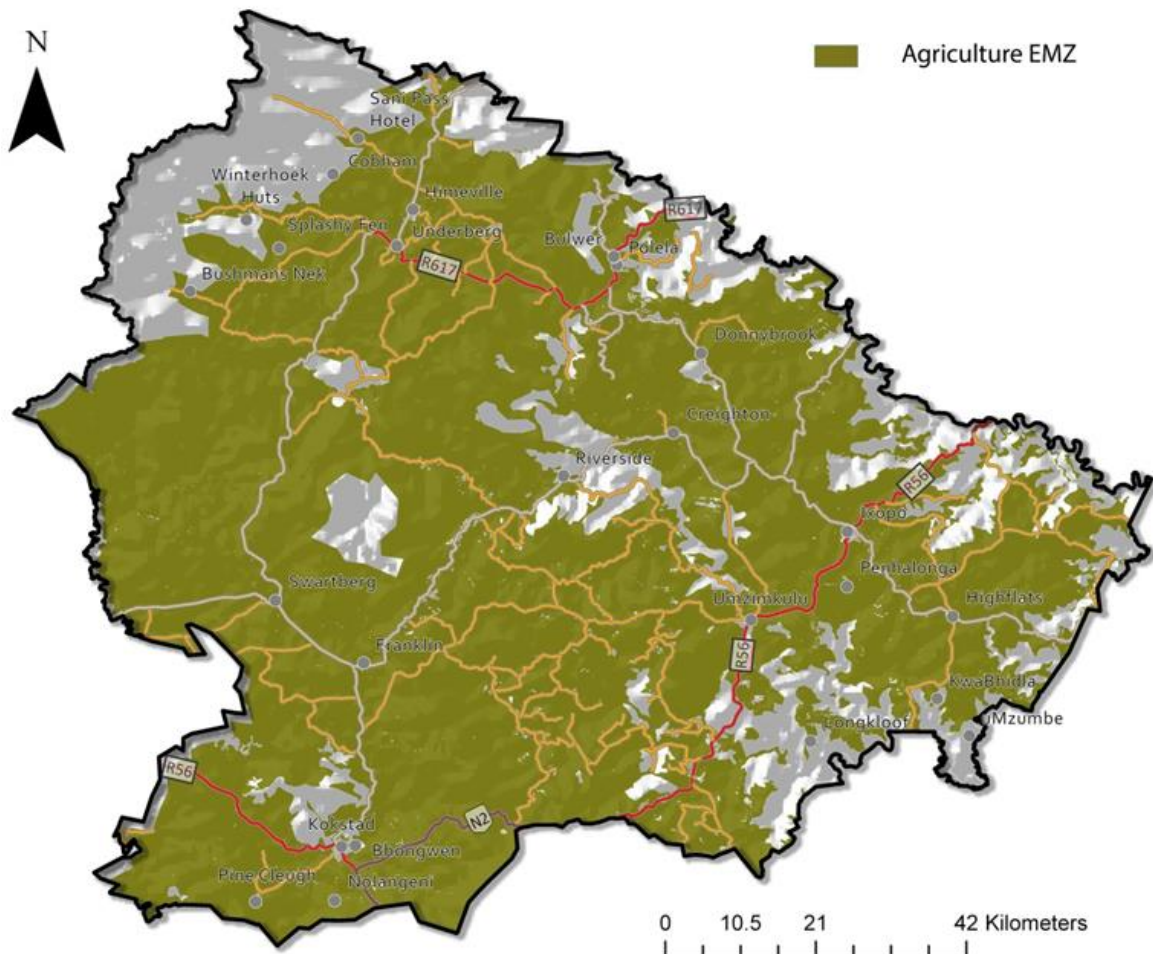 N
Agriculture EMZ
Sani Pass
Hotel
Cobham
Winterhoek
Huts
Himeville
Splashy Fen
Underberg
R617
Bulwer
Polela
R617
Bushmans Nek
Donnybrook
Creighton
Riverside
R56
Ixopo
Penhalonga
Swartberg
Umzimkulu
Highflats
Franklin
R56
KwaBhidla
Longkloof
uMzumbe
R56
Kokstad
N2
Bhongweni
Pine Cleogh
Nolangeni
0 10.5 21 42 Kilometers